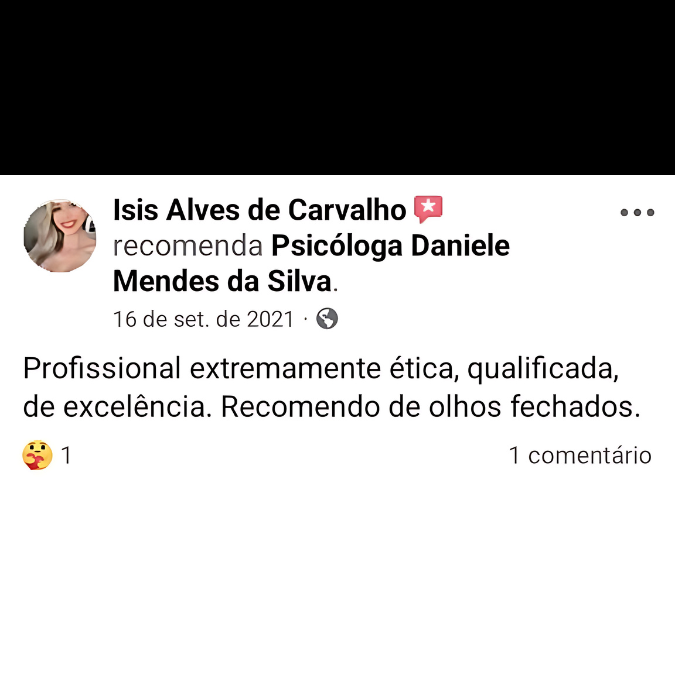 Isis Alves de Carvalho
recomenda Psicóloga Daniele
Mendes da Silva.
16 de set. de 2021 ·
Profissional extremamente ética, qualificada,
de excelência. Recomendo de olhos fechados.
1
1 comentário